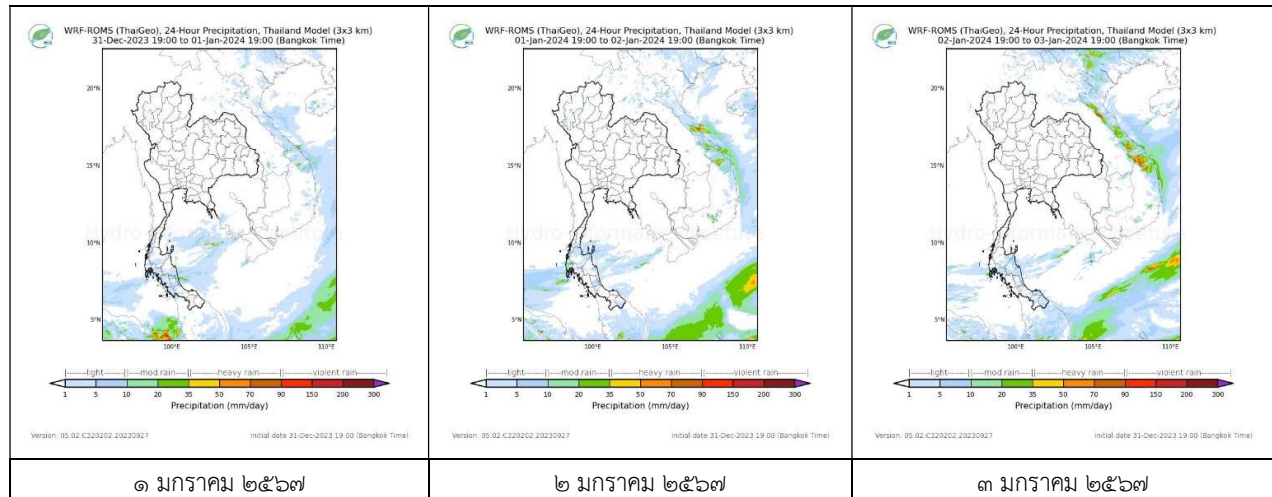 WRF-ROMS (ThaiGeo), 24-Hour Precipitation, Thailand Model (3x3 km)
31-Dec-2023 19:00 to 01-Jan-2024 19:00 (Bangkok Time)
20°N
15°N
10°N
5°N
100°E
105°E
110°E
Hydro-Informatics Institute
|--------light--------||----mod rain----||---------heavy rain---------||---------violent rain---------|
1 5 10 20 35 50 70 90 150 200 300
Precipitation (mm/day)
Version: 05.02.C320202.20230927
initial date 31-Dec-2023 19:00 (Bangkok Time)
๑ มกราคม ๒๕๖๗
WRF-ROMS (ThaiGeo), 24-Hour Precipitation, Thailand Model (3x3 km)
01-Jan-2024 19:00 to 02-Jan-2024 19:00 (Bangkok Time)
20°N
15°N
10°N
5°N
100°E
105°E
110°E
Hydro-Informatics Institute
|--------light--------||----mod rain----||---------heavy rain---------||---------violent rain---------|
1 5 10 20 35 50 70 90 150 200 300
Precipitation (mm/day)
Version: 05.02.C320202.20230927
initial date 31-Dec-2023 19:00 (Bangkok Time)
๒ มกราคม ๒๕๖๗
WRF-ROMS (ThaiGeo), 24-Hour Precipitation, Thailand Model (3x3 km)
02-Jan-2024 19:00 to 03-Jan-2024 19:00 (Bangkok Time)
20°N
15°N
10°N
5°N
100°E
105°E
110°E
Hydro-Informatics Institute
|--------light--------||----mod rain----||---------heavy rain---------||---------violent rain---------|
1 5 10 20 35 50 70 90 150 200 300
Precipitation (mm/day)
Version: 05.02.C320202.20230927
initial date 31-Dec-2023 19:00 (Bangkok Time)
๓ มกราคม ๒๕๖๗